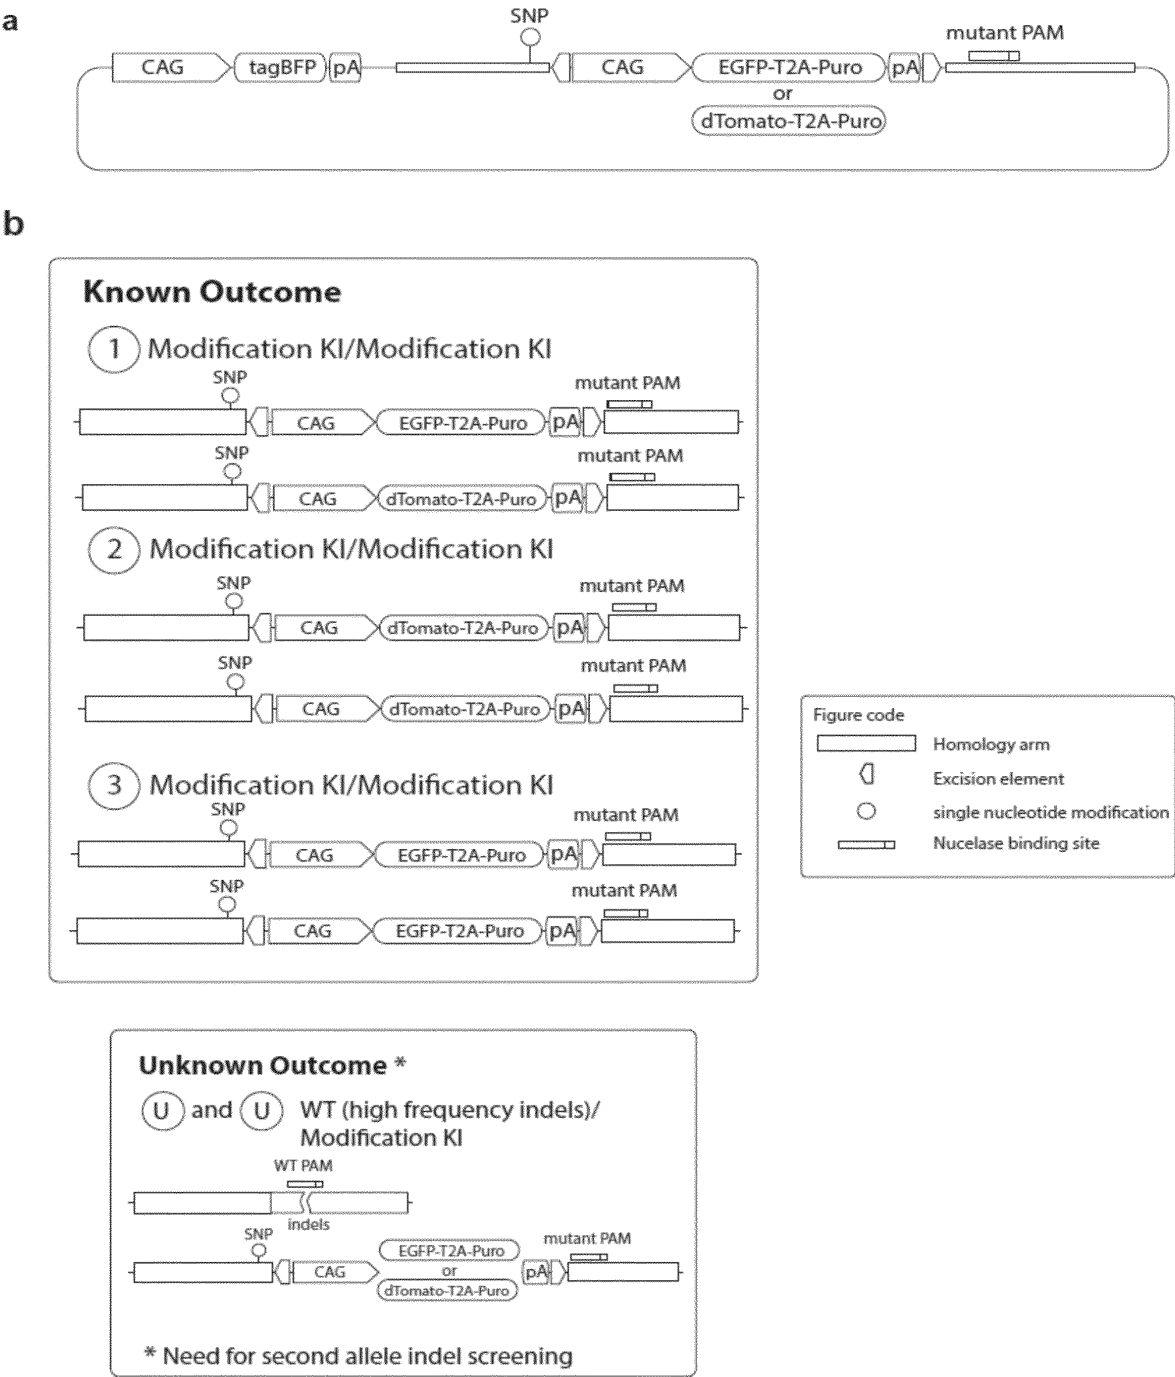 a
SNP
mutant PAM
CAG tagBFP pA CAG EGFP-T2A-Puro pA
or
dTomato-T2A-Puro
b
Known Outcome
1 Modification KI/Modification KI
SNP
mutant PAM
CAG EGFP-T2A-Puro pA
SNP
mutant PAM
CAG dTomato-T2A-Puro pA
2 Modification KI/Modification KI
SNP
mutant PAM
CAG dTomato-T2A-Puro pA
SNP
mutant PAM
CAG dTomato-T2A-Puro pA
3 Modification KI/Modification KI
SNP
mutant PAM
CAG EGFP-T2A-Puro pA
SNP
mutant PAM
CAG EGFP-T2A-Puro pA
Figure code
Homology arm
Excision element
single nucleotide modification
Nucelase binding site
Unknown Outcome *
U and U WT (high frequency indels)/
Modification KI
WT PAM
indels
SNP
mutant PAM
EGFP-T2A-Puro
CAG or pA
dTomato-T2A-Puro
* Need for second allele indel screening